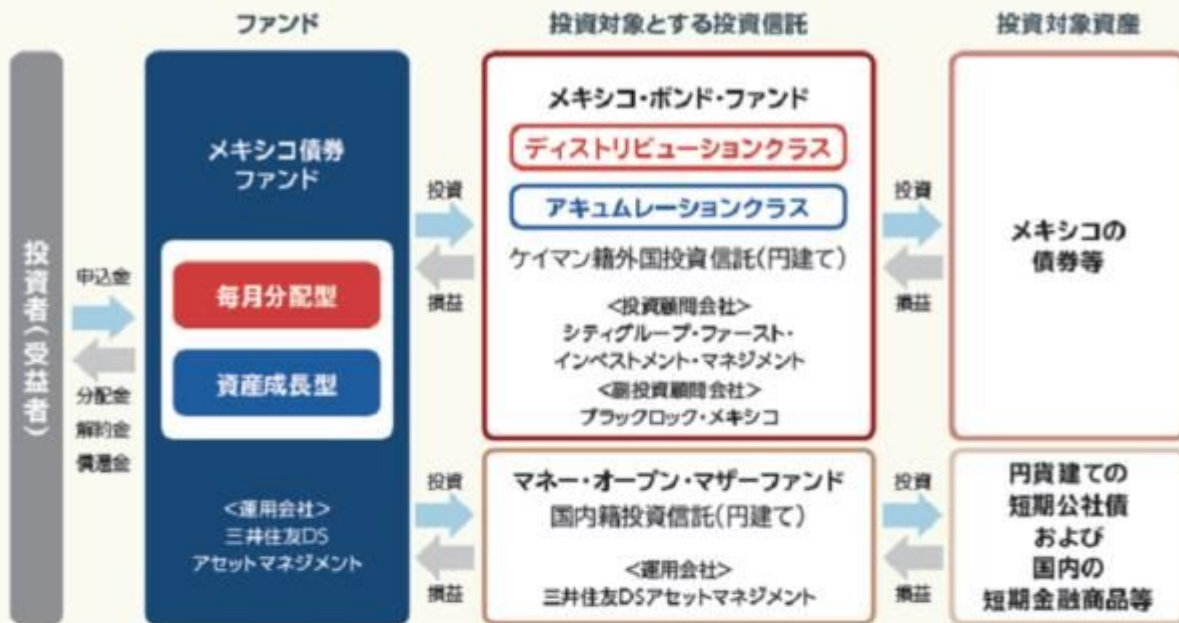 ファンド
投資対象とする投資信託
投資対象資産
投資者(受益者)
申込金
分配金
解約金
償還金
メキシコ債券
ファンド
毎月分配型
資産成長型
<運用会社>
三井住友DS
アセットマネジメント
投資
損益
投資
損益
メキシコ・ボンド・ファンド
ディストリビューションクラス
アキュムレーションクラス
ケイマン籍外国投資信託(円建て)
<投資顧問会社>
シティグループ・ファースト・
インベストメント・マネジメント
<副投資顧問会社>
ブラックロック・メキシコ
マネー・オープン・マザーファンド
国内籍投資信託(円建て)
<運用会社>
三井住友DSアセットマネジメント
投資
損益
投資
損益
メキシコの
債券等
円貨建ての
短期公社債
および
国内の
短期金融商品等